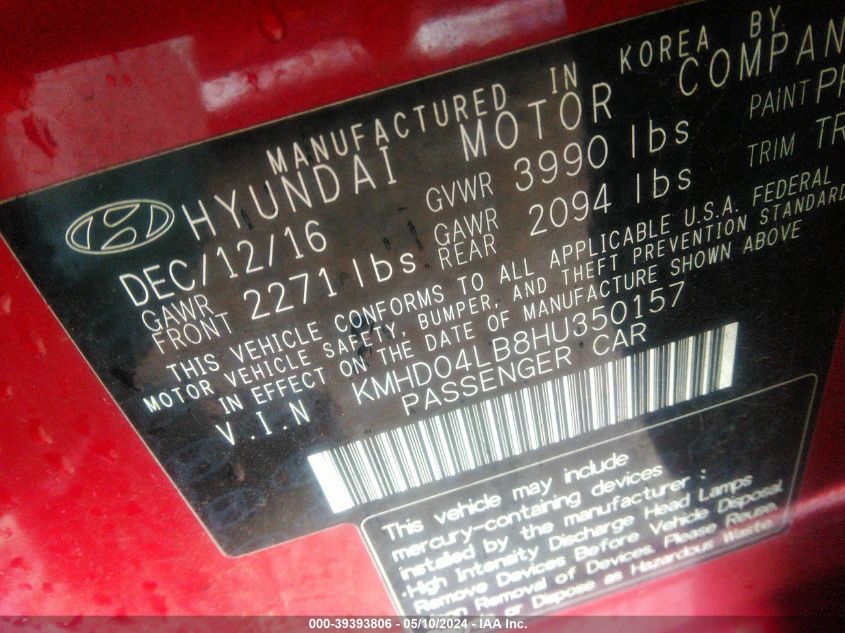 MANUFACTURED IN KOREA BY
HYUNDAI MOTOR COMPAN
DEC/12/16 GVWR 3990 lbs PAINT
GAWR FRONT 2271 lbs GAWR REAR 2094 lbs TRIM
THIS VEHICLE CONFORMS TO ALL APPLICABLE U.S.A. FEDERAL
MOTOR VEHICLE SAFETY, BUMPER, AND THEFT PREVENTION STANDARD
IN EFFECT ON THE DATE OF MANUFACTURE SHOWN ABOVE
V.I.N KMHD04LB8HU350157
PASSENGER CAR
This vehicle may include
mercury-containing devices
installed by the manufacturer :
·High Intensity Discharge Head Lamps
Remove Devices Before Vehicle Disposal
Removal of Devices. Please Reuse,
or Dispose as Hazardous Waste.
000-39393806 - 05/10/2024 - IAA Inc.